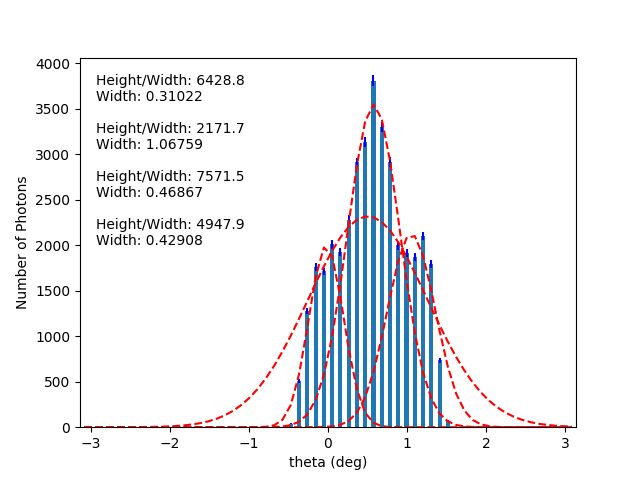 Height/Width: 6428.8
Width: 0.31022
Height/Width: 2171.7
Width: 1.06759
Height/Width: 7571.5
Width: 0.46867
Height/Width: 4947.9
Width: 0.42908
Number of Photons
4000
3500
3000
2500
2000
1500
1000
500
0
−3 −2 −1 0 1 2 3
theta (deg)